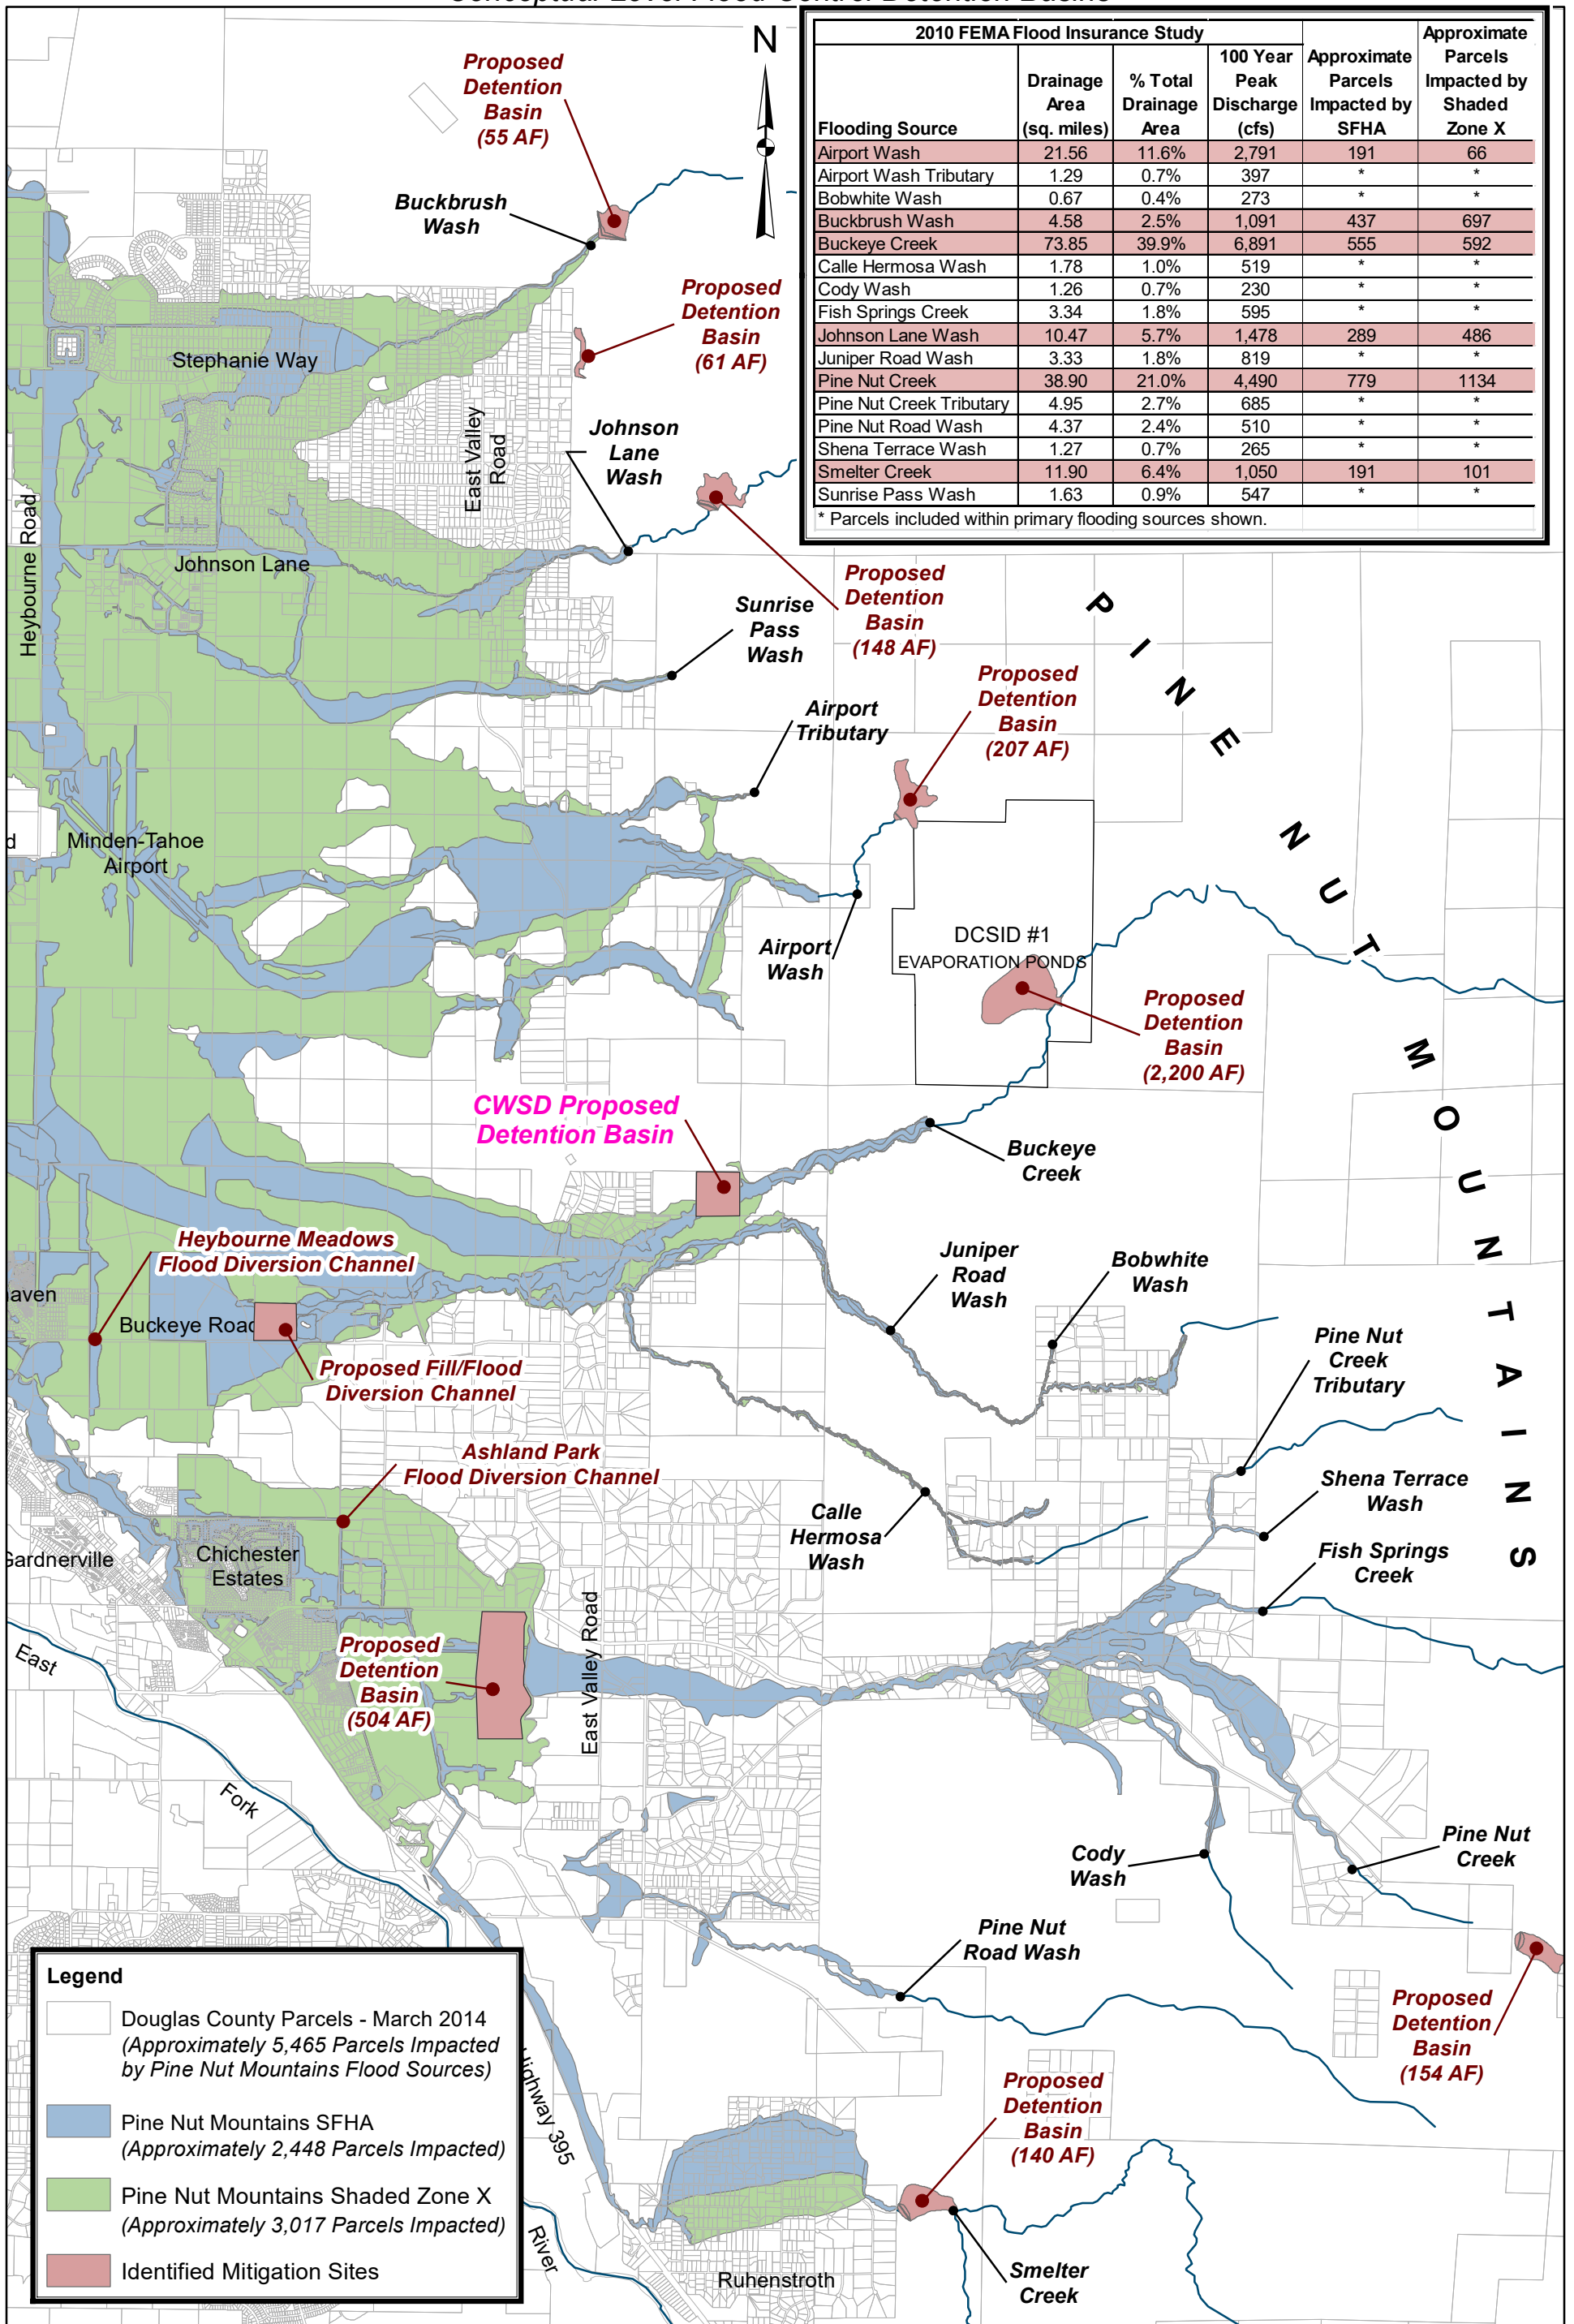 Conceptual Level Flood Control Detention Basins
N
2010 FEMA Flood Insurance Study
Flooding Source | Drainage Area (sq. miles) | % Total Drainage Area | 100 Year Peak Discharge (cfs) | Approximate Parcels Impacted by SFHA | Approximate Parcels Impacted by Shaded Zone X
Airport Wash 21.56 11.6% 2,791 191 66
Airport Wash Tributary 1.29 0.7% 397 * *
Bobwhite Wash 0.67 0.4% 273 * *
Buckbrush Wash 4.58 2.5% 1,091 437 697
Buckeye Creek 73.85 39.9% 6,891 555 592
Calle Hermosa Wash 1.78 1.0% 519 * *
Cody Wash 1.26 0.7% 230 * *
Fish Springs Creek 3.34 1.8% 595 * *
Johnson Lane Wash 10.47 5.7% 1,478 289 486
Juniper Road Wash 3.33 1.8% 819 * *
Pine Nut Creek 38.90 21.0% 4,490 779 1134
Pine Nut Creek Tributary 4.95 2.7% 685 * *
Pine Nut Road Wash 4.37 2.4% 510 * *
Shena Terrace Wash 1.27 0.7% 265 * *
Smelter Creek 11.90 6.4% 1,050 191 101
Sunrise Pass Wash 1.63 0.9% 547 * *
* Parcels included within primary flooding sources shown.
Proposed
Detention
Basin
(55 AF)
Buckbrush
Wash
Proposed
Detention
Basin
(61 AF)
Stephanie Way
East Valley
Road
Johnson
Lane
Wash
Heybourne Road
Johnson Lane
Proposed
Detention
Basin
(148 AF)
Sunrise
Pass
Wash
PINE NUT MOUNTAINS
Proposed
Detention
Basin
(207 AF)
Airport
Tributary
d
Minden-Tahoe
Airport
Airport
Wash
DCSID #1
EVAPORATION PONDS
Proposed
Detention
Basin
(2,200 AF)
CWSD Proposed
Detention Basin
Buckeye
Creek
Heybourne Meadows
Flood Diversion Channel
Juniper
Road
Wash
Bobwhite
Wash
haven
Buckeye Road
Pine Nut
Creek
Tributary
Proposed Fill/Flood
Diversion Channel
Ashland Park
Flood Diversion Channel
Shena Terrace
Wash
Calle
Hermosa
Wash
Gardnerville
Chichester
Estates
Fish Springs
Creek
East Valley Road
Proposed
Detention
Basin
(504 AF)
East
Fork
Cody
Wash
Pine Nut
Creek
Pine Nut
Road Wash
Proposed
Detention
Basin
(154 AF)
Highway 395
Proposed
Detention
Basin
(140 AF)
River
Ruhenstroth
Smelter
Creek
Legend
Douglas County Parcels - March 2014
(Approximately 5,465 Parcels Impacted
by Pine Nut Mountains Flood Sources)
Pine Nut Mountains SFHA
(Approximately 2,448 Parcels Impacted)
Pine Nut Mountains Shaded Zone X
(Approximately 3,017 Parcels Impacted)
Identified Mitigation Sites